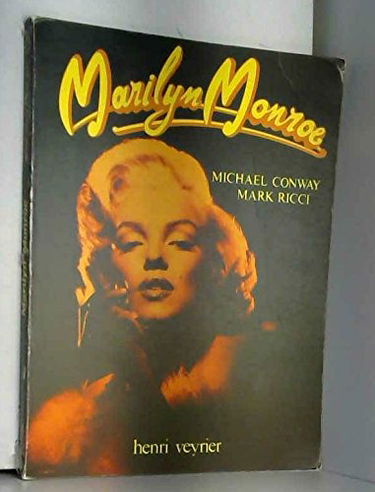 Marilyn Monroe
MICHAEL CONWAY
MARK RICCI
henri veyrier